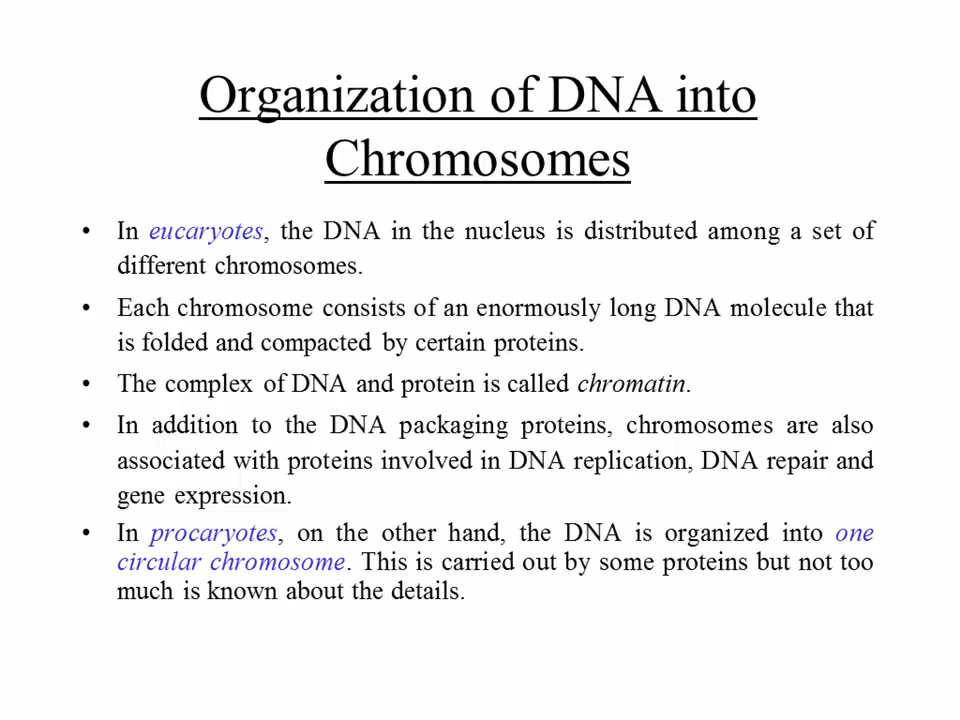 Organization of DNA into
Chromosomes
• In eucaryotes, the DNA in the nucleus is distributed among a set of
different chromosomes.
• Each chromosome consists of an enormously long DNA molecule that
is folded and compacted by certain proteins.
• The complex of DNA and protein is called chromatin.
• In addition to the DNA packaging proteins, chromosomes are also
associated with proteins involved in DNA replication, DNA repair and
gene expression.
• In procaryotes, on the other hand, the DNA is organized into one
circular chromosome. This is carried out by some proteins but not too
much is known about the details.